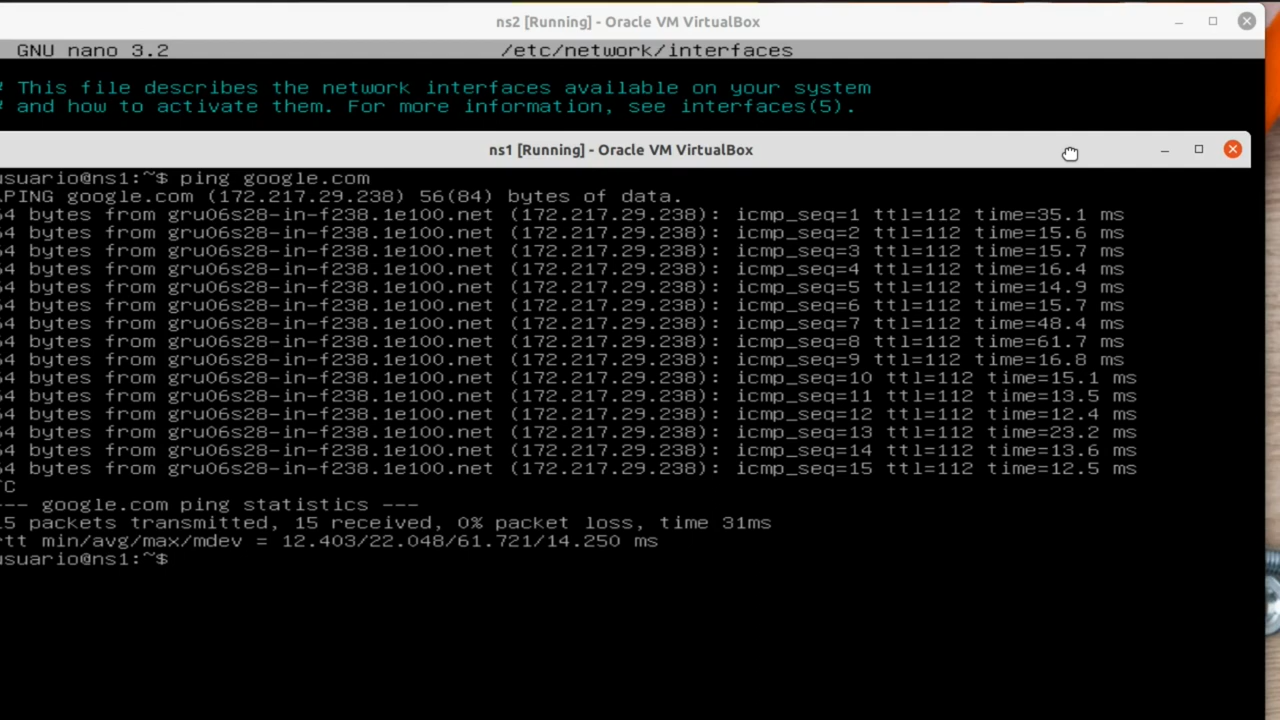 ns2 [Running] - Oracle VM VirtualBox
GNU nano 3.2 /etc/network/interfaces
# This file describes the network interfaces available on your system
# and how to activate them. For more information, see interfaces(5).
ns1 [Running] - Oracle VM VirtualBox
usuario@ns1:~$ ping google.com
PING google.com (172.217.29.238) 56(84) bytes of data.
64 bytes from gru06s28-in-f238.1e100.net (172.217.29.238): icmp_seq=1 ttl=112 time=35.1 ms
64 bytes from gru06s28-in-f238.1e100.net (172.217.29.238): icmp_seq=2 ttl=112 time=15.6 ms
64 bytes from gru06s28-in-f238.1e100.net (172.217.29.238): icmp_seq=3 ttl=112 time=15.7 ms
64 bytes from gru06s28-in-f238.1e100.net (172.217.29.238): icmp_seq=4 ttl=112 time=16.4 ms
64 bytes from gru06s28-in-f238.1e100.net (172.217.29.238): icmp_seq=5 ttl=112 time=14.9 ms
64 bytes from gru06s28-in-f238.1e100.net (172.217.29.238): icmp_seq=6 ttl=112 time=15.7 ms
64 bytes from gru06s28-in-f238.1e100.net (172.217.29.238): icmp_seq=7 ttl=112 time=48.4 ms
64 bytes from gru06s28-in-f238.1e100.net (172.217.29.238): icmp_seq=8 ttl=112 time=61.7 ms
64 bytes from gru06s28-in-f238.1e100.net (172.217.29.238): icmp_seq=9 ttl=112 time=16.8 ms
64 bytes from gru06s28-in-f238.1e100.net (172.217.29.238): icmp_seq=10 ttl=112 time=15.1 ms
64 bytes from gru06s28-in-f238.1e100.net (172.217.29.238): icmp_seq=11 ttl=112 time=13.5 ms
64 bytes from gru06s28-in-f238.1e100.net (172.217.29.238): icmp_seq=12 ttl=112 time=12.4 ms
64 bytes from gru06s28-in-f238.1e100.net (172.217.29.238): icmp_seq=13 ttl=112 time=23.2 ms
64 bytes from gru06s28-in-f238.1e100.net (172.217.29.238): icmp_seq=14 ttl=112 time=13.6 ms
64 bytes from gru06s28-in-f238.1e100.net (172.217.29.238): icmp_seq=15 ttl=112 time=12.5 ms
^C
--- google.com ping statistics ---
15 packets transmitted, 15 received, 0% packet loss, time 31ms
rtt min/avg/max/mdev = 12.403/22.048/61.721/14.250 ms
usuario@ns1:~$